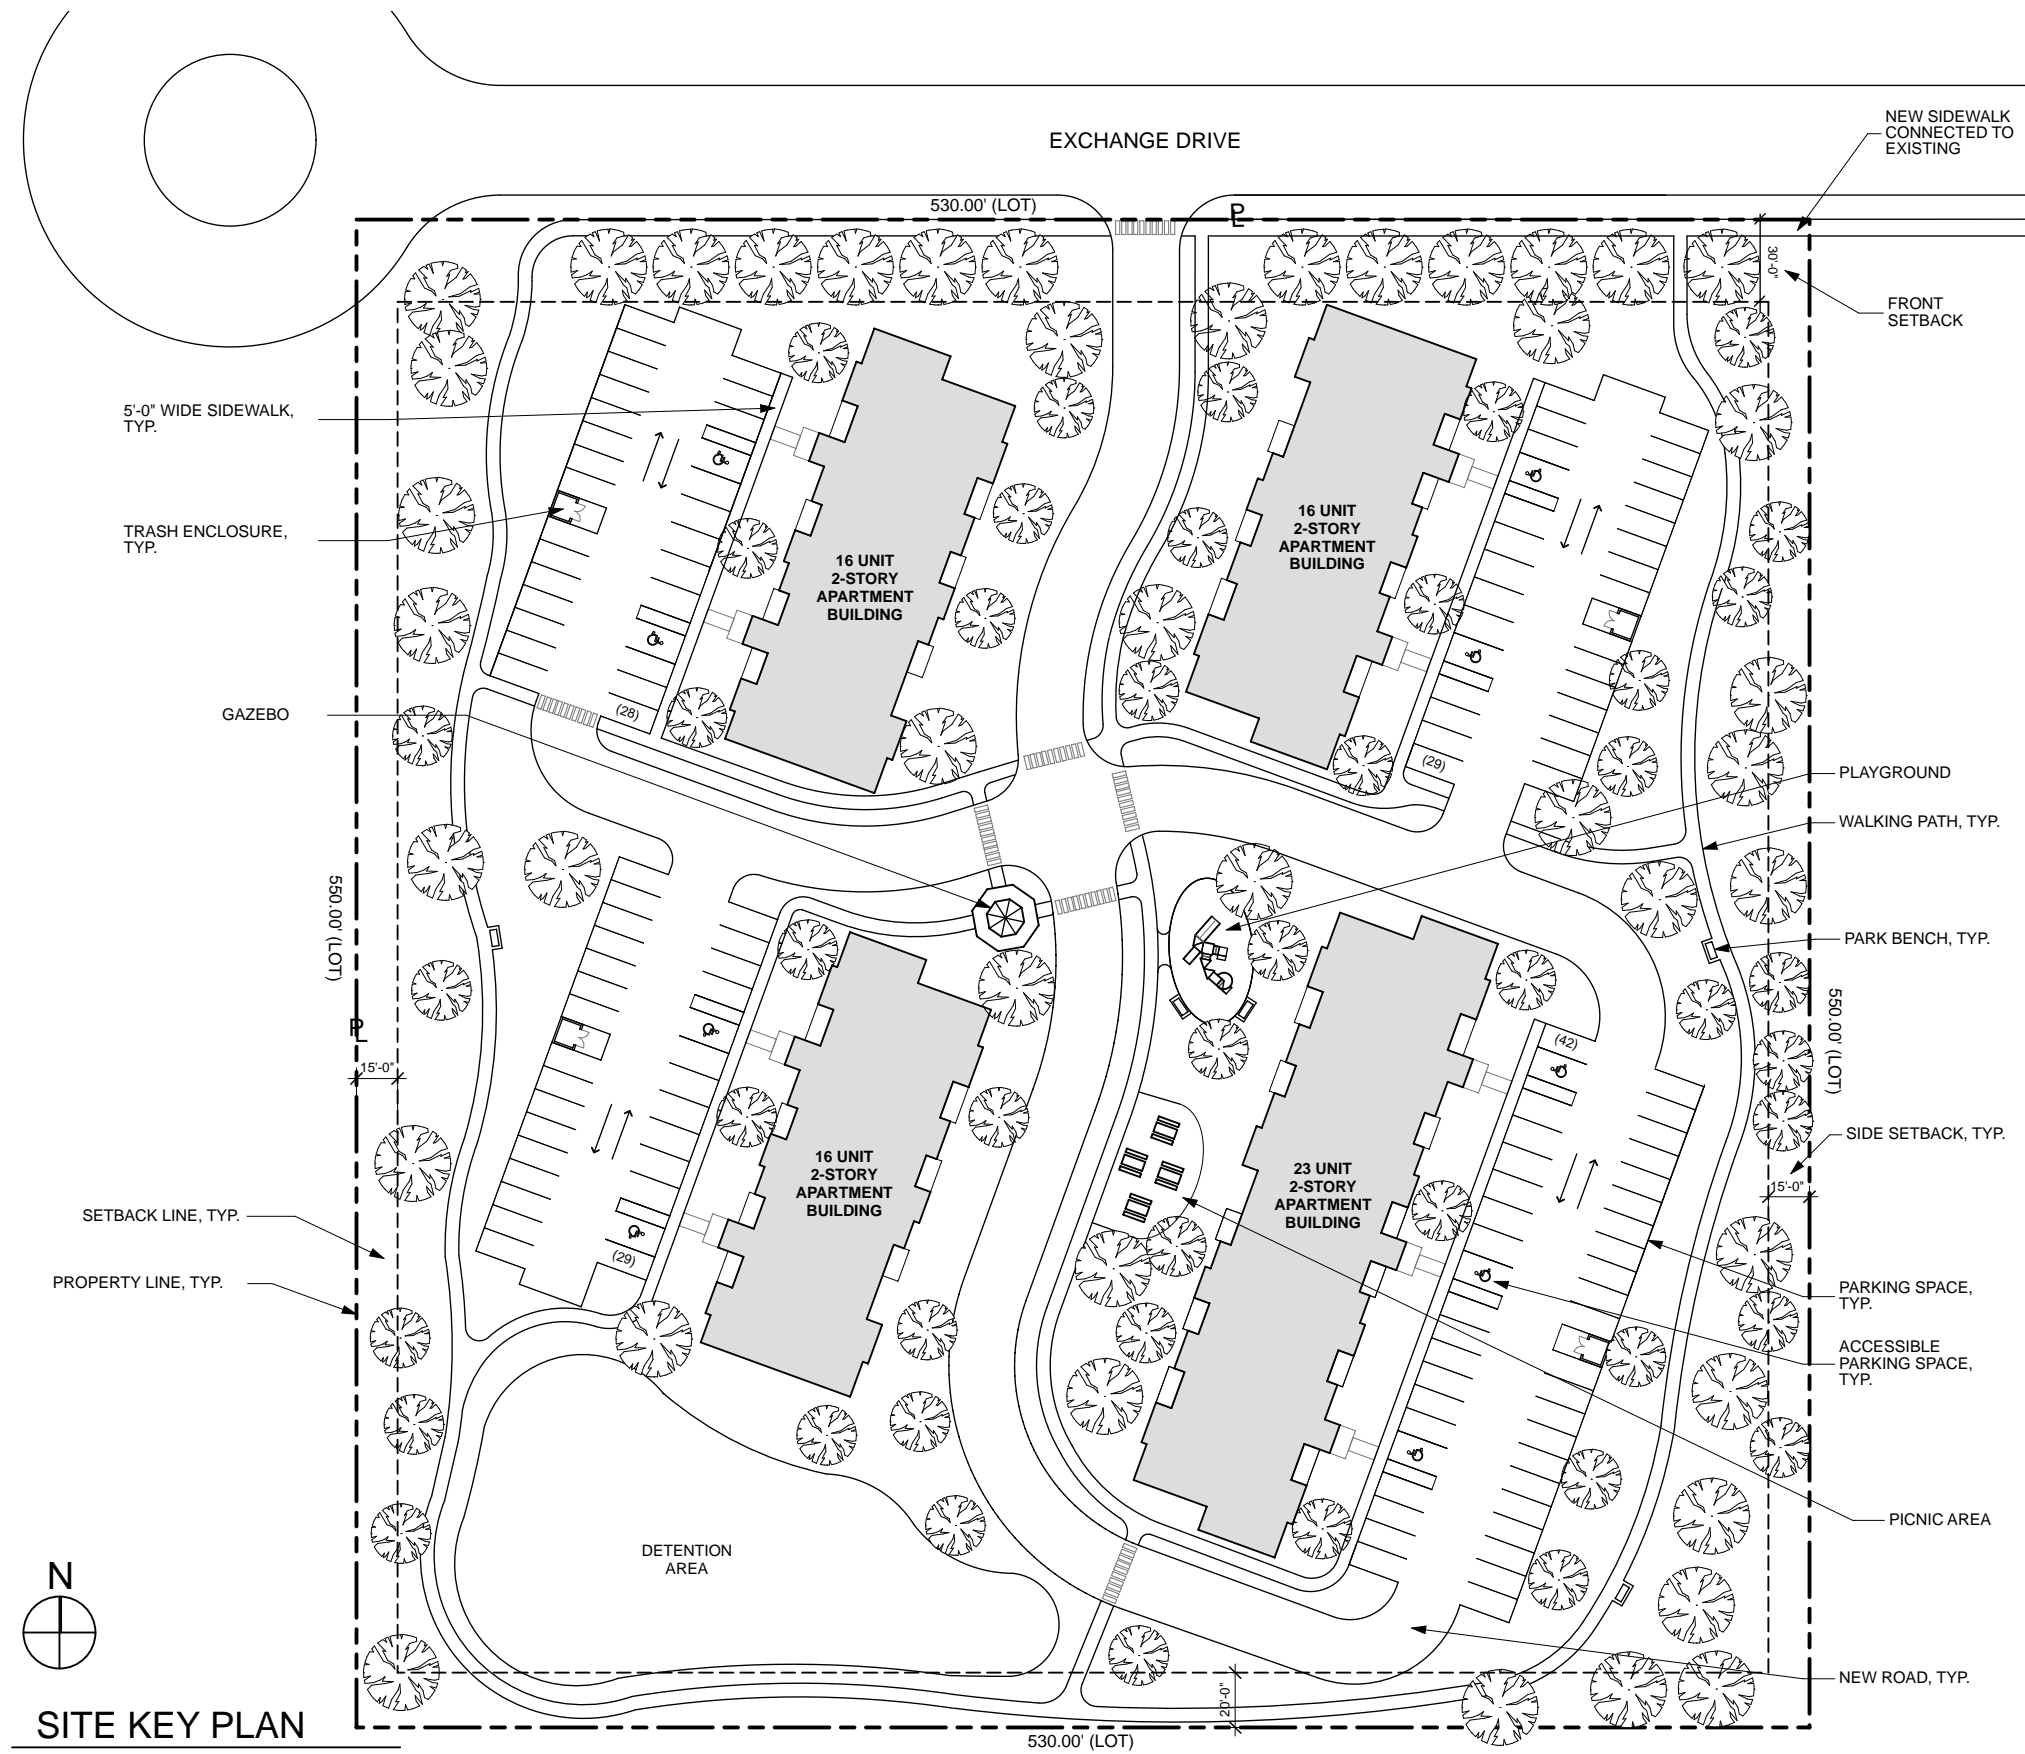 EXCHANGE DRIVE
NEW SIDEWALK
CONNECTED TO
EXISTING
530.00' (LOT)
PL
30'-0"
FRONT
SETBACK
5'-0" WIDE SIDEWALK,
TYP.
TRASH ENCLOSURE,
TYP.
16 UNIT
2-STORY
APARTMENT
BUILDING
16 UNIT
2-STORY
APARTMENT
BUILDING
GAZEBO
(28)
(29)
PLAYGROUND
WALKING PATH, TYP.
550.00' (LOT)
PARK BENCH, TYP.
PL
15'-0"
550.00' (LOT)
(42)
SIDE SETBACK, TYP.
15'-0"
16 UNIT
2-STORY
APARTMENT
BUILDING
23 UNIT
2-STORY
APARTMENT
BUILDING
SETBACK LINE, TYP.
(29)
PROPERTY LINE, TYP.
PARKING SPACE,
TYP.
ACCESSIBLE
PARKING SPACE,
TYP.
PICNIC AREA
DETENTION
AREA
N
NEW ROAD, TYP.
20'-0"
SITE KEY PLAN
530.00' (LOT)